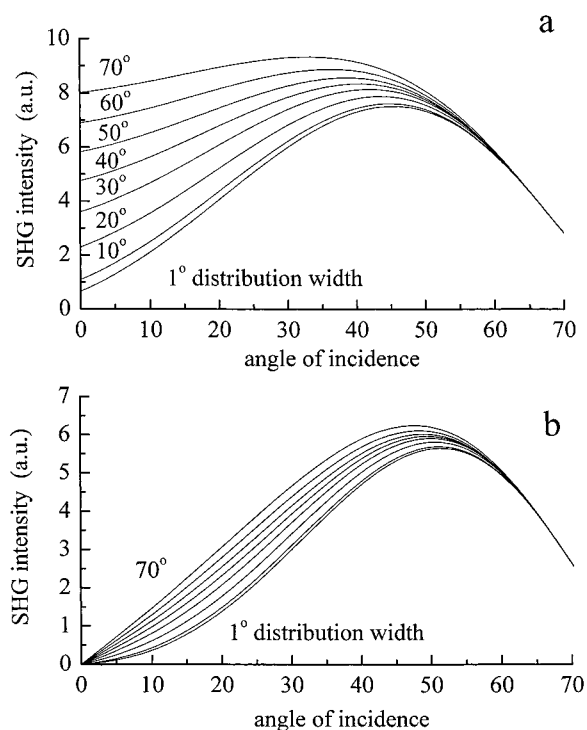 a
10
8
6
4
2
0
SHG intensity (a.u.)
70°
60°
50°
40°
30°
20°
10°
1° distribution width
0 10 20 30 40 50 60 70
angle of incidence
b
7
6
5
4
3
2
1
0
SHG intensity (a.u.)
70°
1° distribution width
0 10 20 30 40 50 60 70
angle of incidence